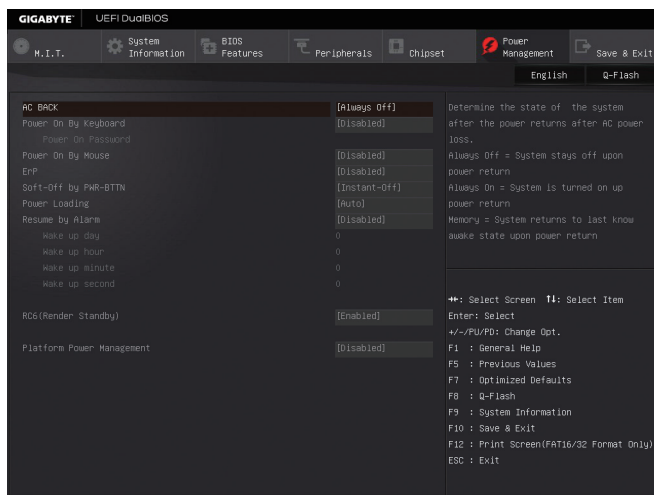 GIGABYTE™ UEFI DualBIOS
M.I.T. System Information BIOS Features Peripherals Chipset Power Management Save & Exit
English Q-Flash
AC BACK [Always Off]
Power On By Keyboard [Disabled]
Power On Password
Power On By Mouse [Disabled]
ErP [Disabled]
Soft-Off by PWR-BTTN [Instant-Off]
Power Loading [Auto]
Resume by Alarm [Disabled]
Wake up day 0
Wake up hour 0
Wake up minute 0
Wake up second 0
RC6(Render Standby) [Enabled]
Platform Power Management [Disabled]
Determine the state of the system
after the power returns after AC power
loss.
Always Off = System stays off upon
power return
Always On = System is turned on up
power return
Memory = System returns to last know
awake state upon power return
→←: Select Screen ↑↓: Select Item
Enter: Select
+/-/PU/PD: Change Opt.
F1 : General Help
F5 : Previous Values
F7 : Optimized Defaults
F8 : Q-Flash
F9 : System Information
F10 : Save & Exit
F12 : Print Screen(FAT16/32 Format Only)
ESC : Exit